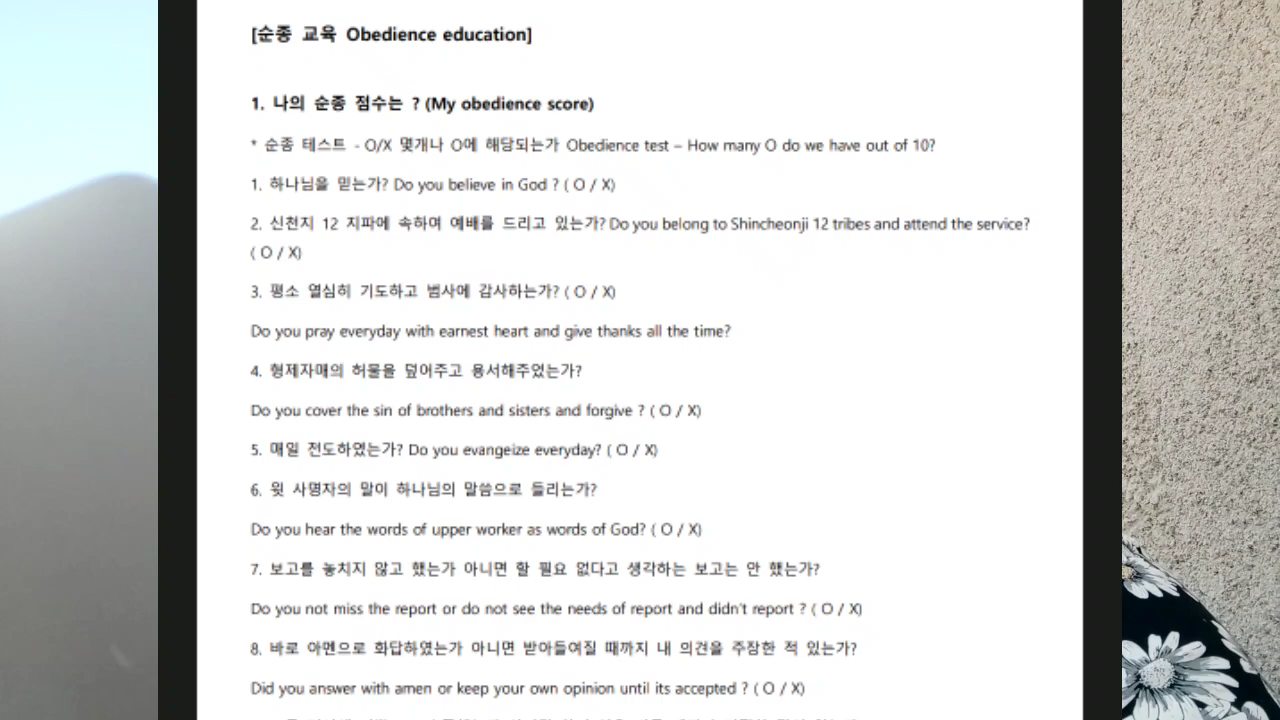 [순종 교육 Obedience education]
1. 나의 순종 점수는 ? (My obedience score)
* 순종 테스트 - O/X 몇개나 O에 해당되는가 Obedience test – How many O do we have out of 10?
1. 하나님을 믿는가? Do you believe in God ? ( O / X)
2. 신천지 12 지파에 속하여 예배를 드리고 있는가? Do you belong to Shincheonji 12 tribes and attend the service?
( O / X)
3. 평소 열심히 기도하고 범사에 감사하는가? ( O / X)
Do you pray everyday with earnest heart and give thanks all the time?
4. 형제자매의 허물을 덮어주고 용서해주었는가?
Do you cover the sin of brothers and sisters and forgive ? ( O / X)
5. 매일 전도하였는가? Do you evangeize everyday? ( O / X)
6. 윗 사명자의 말이 하나님의 말씀으로 들리는가?
Do you hear the words of upper worker as words of God? ( O / X)
7. 보고를 놓치지 않고 했는가 아니면 할 필요 없다고 생각하는 보고는 안 했는가?
Do you not miss the report or do not see the needs of report and didn't report ? ( O / X)
8. 바로 아멘으로 화답하였는가 아니면 받아들여질 때까지 내 의견을 주장한 적 있는가?
Did you answer with amen or keep your own opinion until its accepted ? ( O / X)